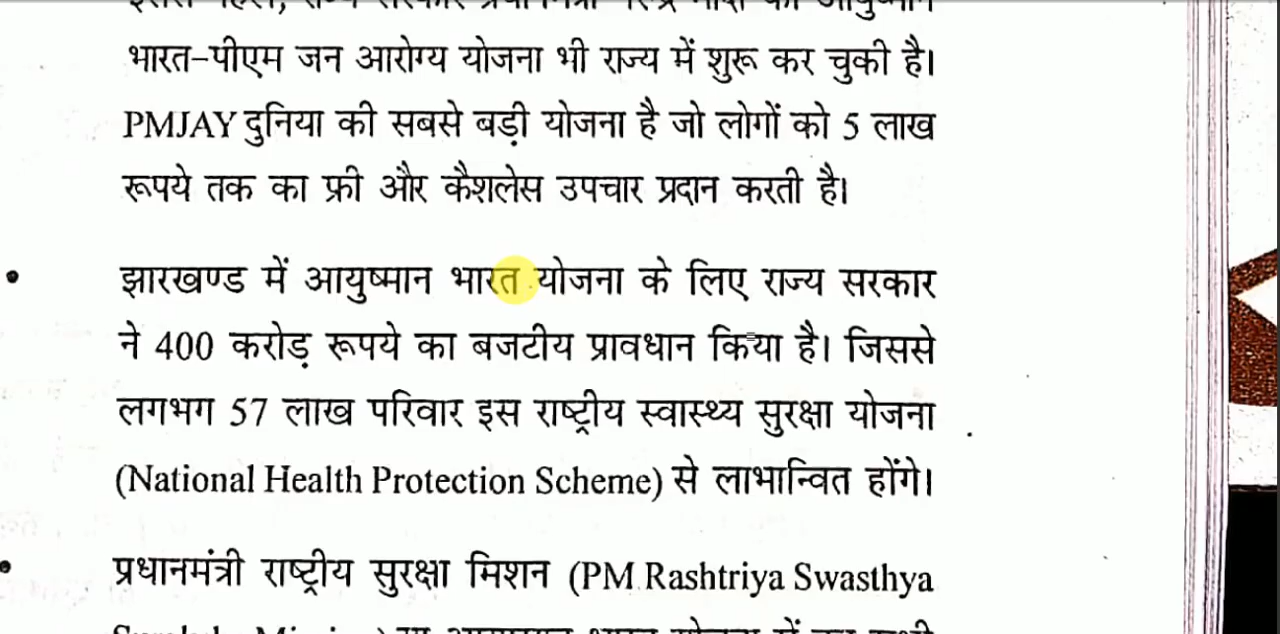 भारत-पीएम जन आरोग्य योजना भी राज्य में शुरू कर चुकी है।
PMJAY दुनिया की सबसे बड़ी योजना है जो लोगों को 5 लाख
रूपये तक का फ्री और कैशलेस उपचार प्रदान करती है।
• झारखण्ड में आयुष्मान भारत योजना के लिए राज्य सरकार
ने 400 करोड़ रूपये का बजटीय प्रावधान किया है। जिससे
लगभग 57 लाख परिवार इस राष्ट्रीय स्वास्थ्य सुरक्षा योजना
(National Health Protection Scheme) से लाभान्वित होंगे।
• प्रधानमंत्री राष्ट्रीय सुरक्षा मिशन (PM Rashtriya Swasthya